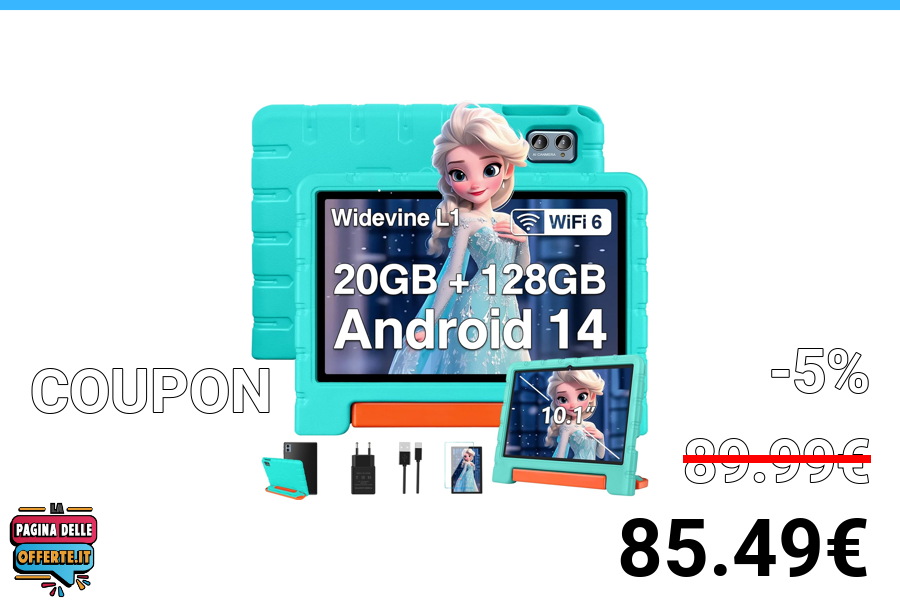 Widevine L1
WiFi 6
20GB + 128GB
Android 14
10.1"
COUPON
-5%
89.99€
85.49€
LA
PAGINA DELLE
OFFERTE.IT